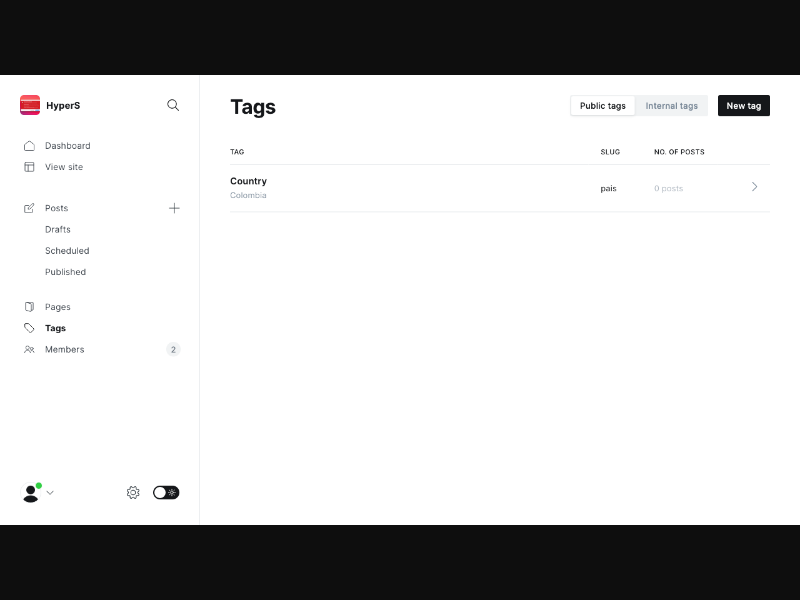 HyperS
Dashboard
View site
Posts
Drafts
Scheduled
Published
Pages
Tags
Members 2
Tags
Public tags Internal tags New tag
TAG SLUG NO. OF POSTS
Country
Colombia
pais 0 posts